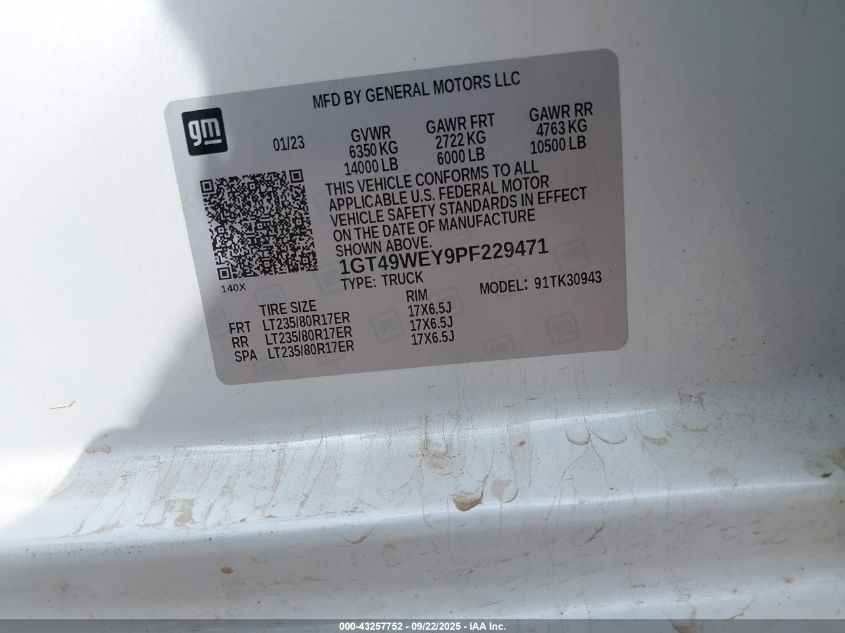 MFD BY GENERAL MOTORS LLC
gm
01/23
GVWR GAWR FRT GAWR RR
6350 KG 2722 KG 4763 KG
14000 LB 6000 LB 10500 LB
THIS VEHICLE CONFORMS TO ALL
APPLICABLE U.S. FEDERAL MOTOR
VEHICLE SAFETY STANDARDS IN EFFECT
ON THE DATE OF MANUFACTURE
SHOWN ABOVE.
140X
1GT49WEY9PF229471
TYPE: TRUCK MODEL: 91TK30943
TIRE SIZE RIM
FRT LT235/80R17ER 17X6.5J
RR LT235/80R17ER 17X6.5J
SPA LT235/80R17ER 17X6.5J
000-43257752 - 09/22/2025 - IAA Inc.